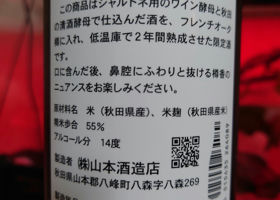 この商品はシャルドネ用のワイン酵母と秋田
の清酒酵母で仕込んだ酒を、フレンチオーク
樽に入れ、低温庫で２年間熟成させた限定酒
です。
口に含んだ後、鼻腔にふわりと抜ける樽香の
ニュアンスをお楽しみください。
原材料名　米（秋田県産）、米麹（秋田県産米）
精米歩合　55%
アルコール分　14度
製造者　㈱山本酒造店
秋田県山本郡八峰町八森字八森269